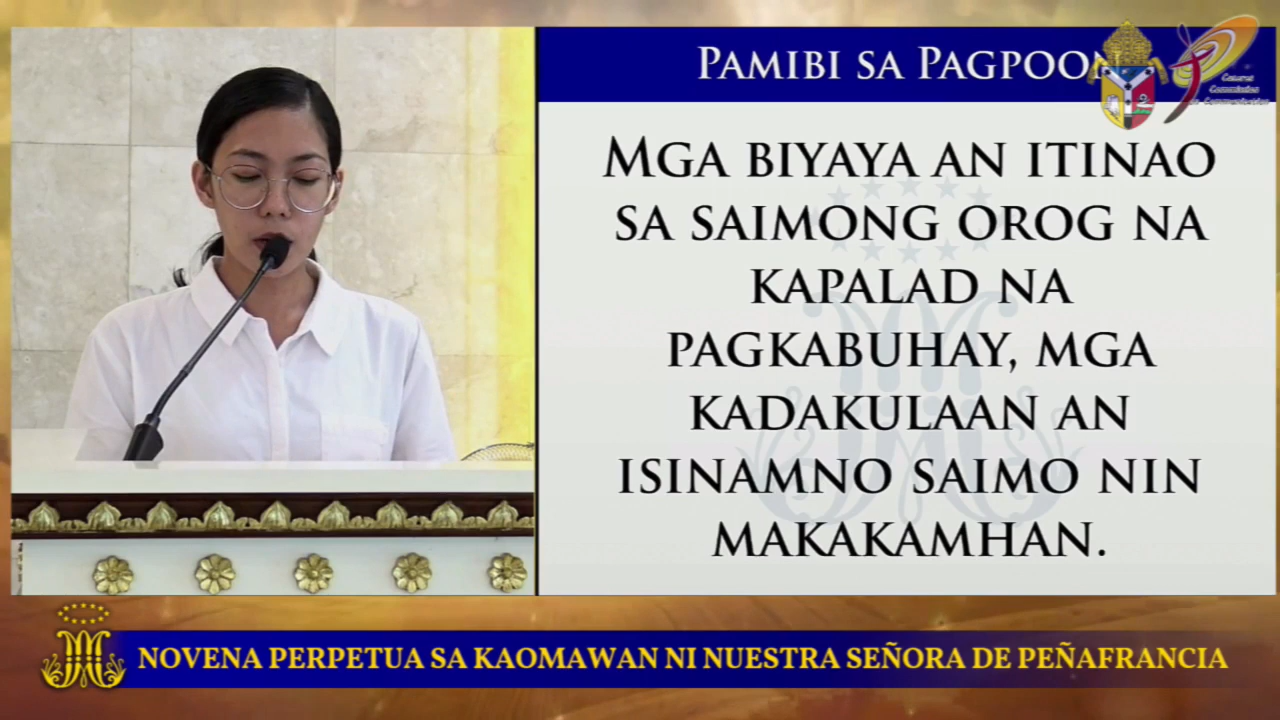 PAMIBI SA PAGPOON
MGA BIYAYA AN ITINAO
SA SAIMONG OROG NA
KAPALAD NA
PAGKABUHAY, MGA
KADAKULAAN AN
ISINAMNO SAIMO NIN
MAKAKAMHAN.
NOVENA PERPETUA SA KAOMAWAN NI NUESTRA SEÑORA DE PEÑAFRANCIA